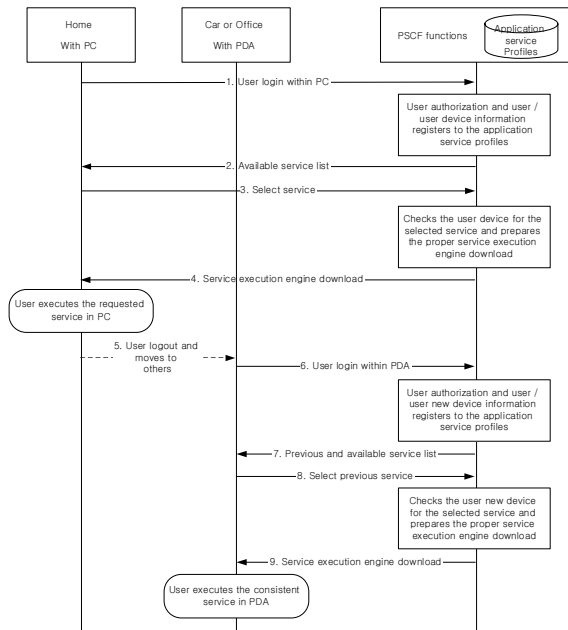 Home
With PC
Car or Office
With PDA
PSCF functions
Application
service
Profiles
1. User login within PC
User authorization and user /
user device information
registers to the application
service profiles
2. Available service list
3. Select service
Checks the user device for the
selected service and prepares
the proper service execution
engine download
4. Service execution engine download
User executes the requested
service in PC
5. User logout and
moves to
others
6. User login within PDA
User authorization and user /
user new device information
registers to the application
service profiles
7. Previous and available service list
8. Select previous service
Checks the user new device
for the selected service and
prepares the proper service
execution engine download
9. Service execution engine download
User executes the consistent
service in PDA